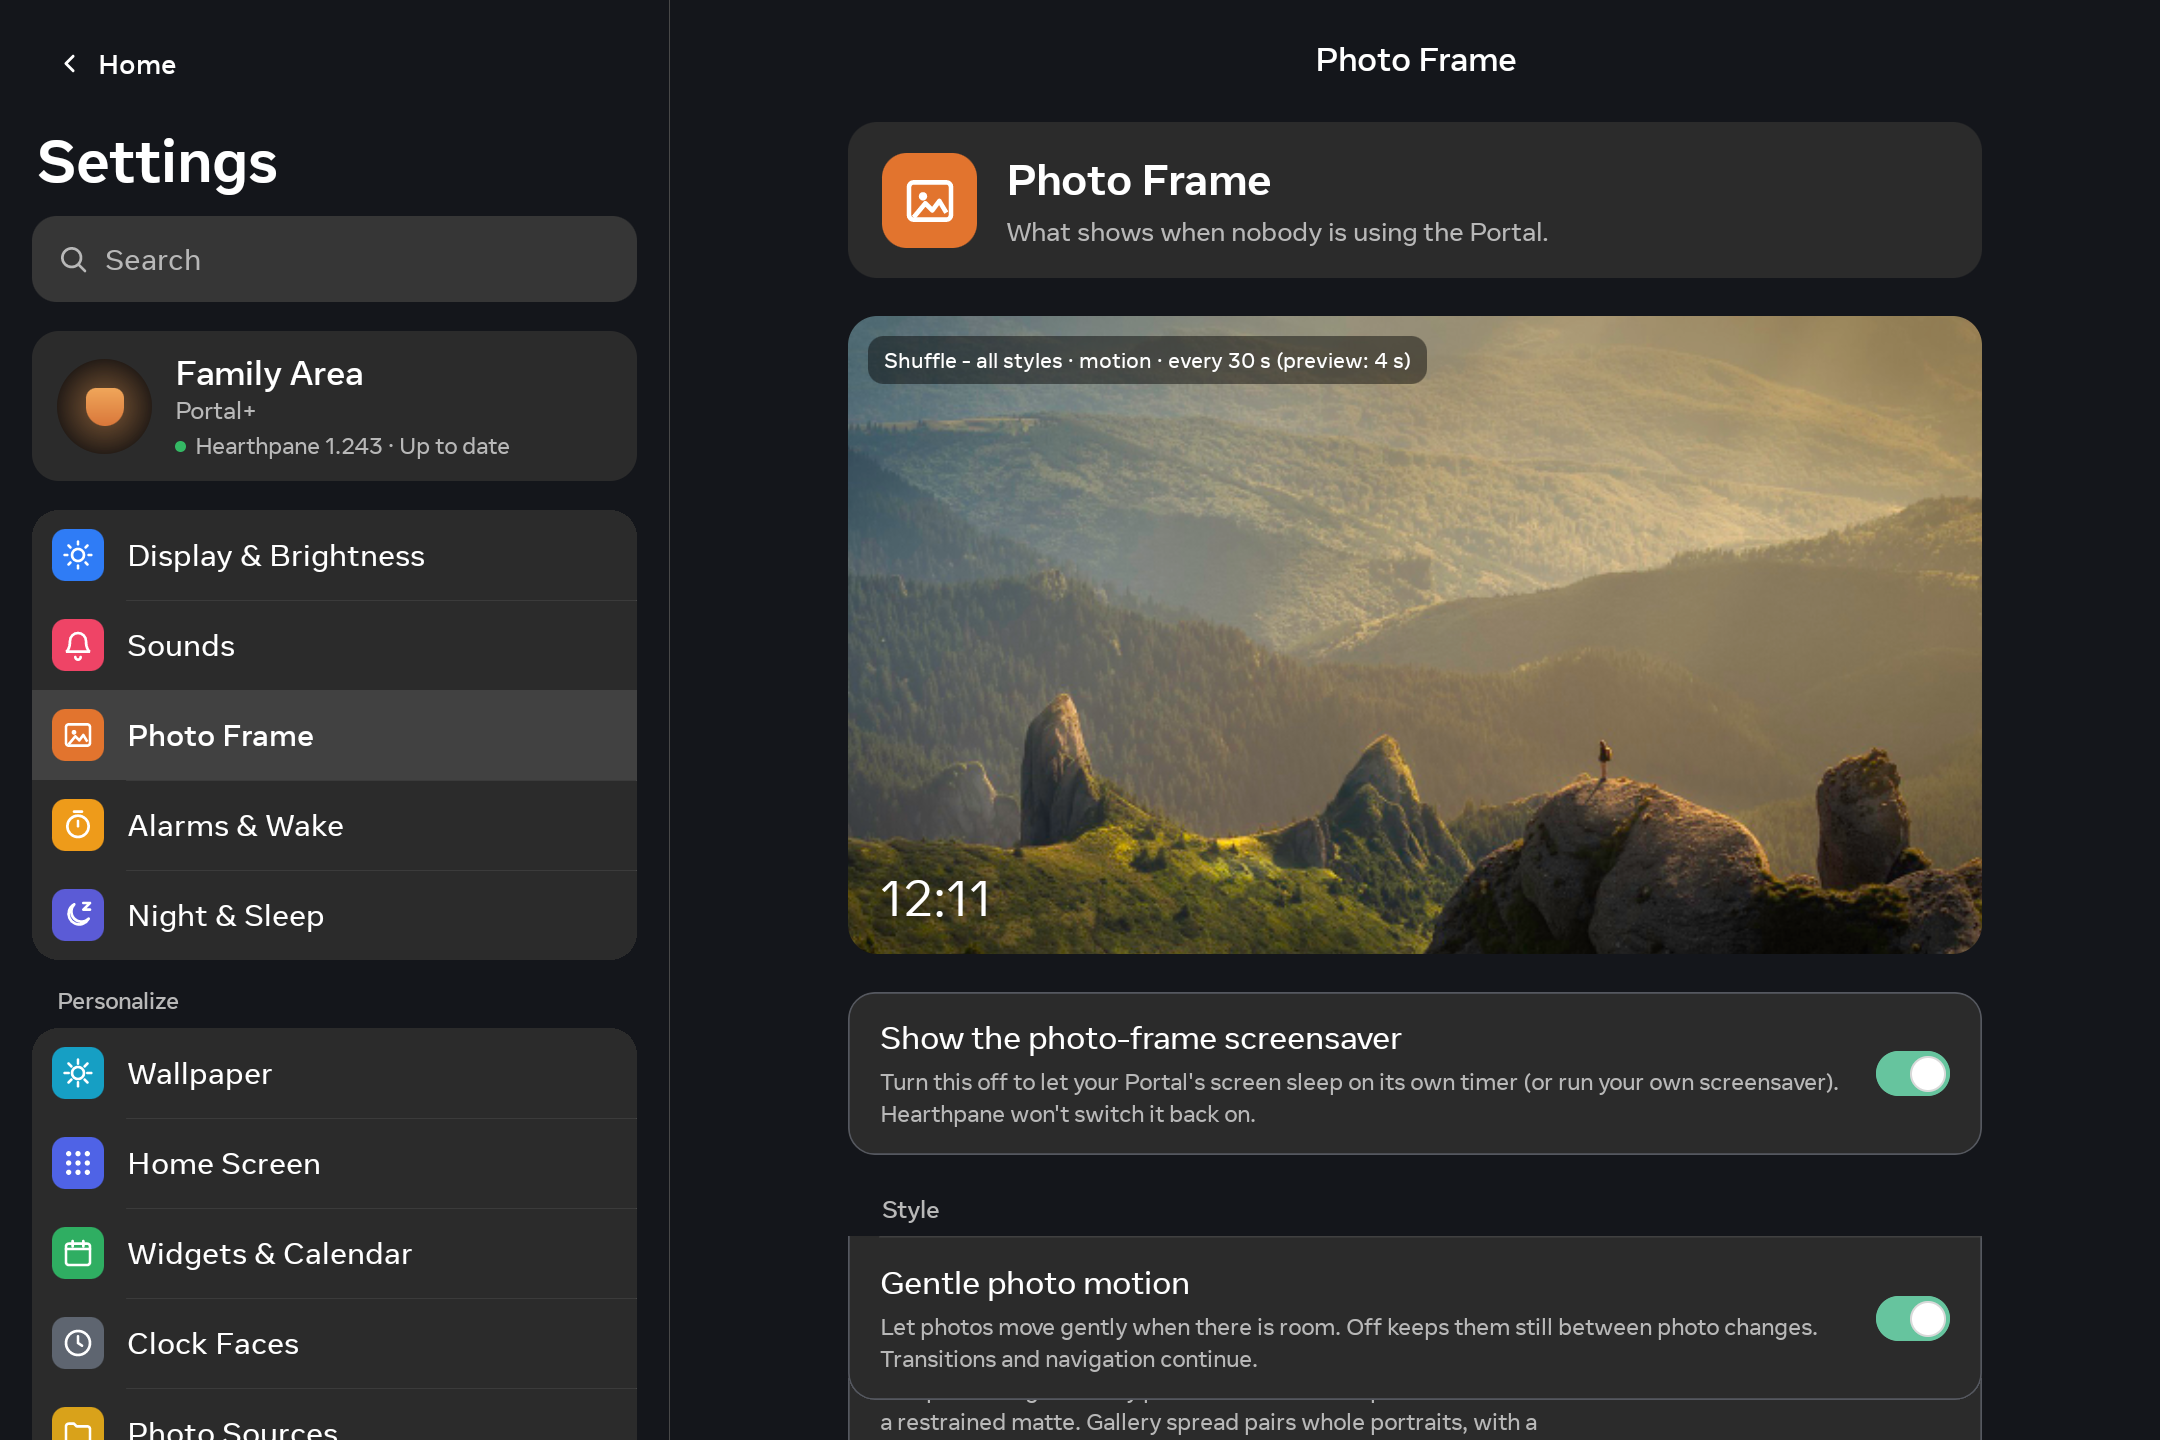 Home
Settings
Search
Family Area
Portal+
Hearthpane 1.243 · Up to date
Display & Brightness
Sounds
Photo Frame
Alarms & Wake
Night & Sleep
Personalize
Wallpaper
Home Screen
Widgets & Calendar
Clock Faces
Photo Sources
Photo Frame
Photo Frame
What shows when nobody is using the Portal.
Shuffle - all styles · motion · every 30 s (preview: 4 s)
12:11
Show the photo-frame screensaver
Turn this off to let your Portal's screen sleep on its own timer (or run your own screensaver).
Hearthpane won't switch it back on.
Style
Gentle photo motion
Let photos move gently when there is room. Off keeps them still between photo changes.
Transitions and navigation continue.
a restrained matte. Gallery spread pairs whole portraits, with a